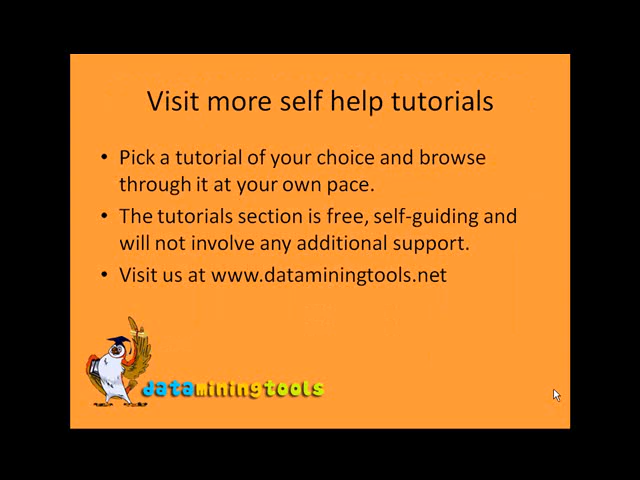 Visit more self help tutorials
• Pick a tutorial of your choice and browse
through it at your own pace.
• The tutorials section is free, self-guiding and
will not involve any additional support.
• Visit us at www.dataminingtools.net
dataminingtools